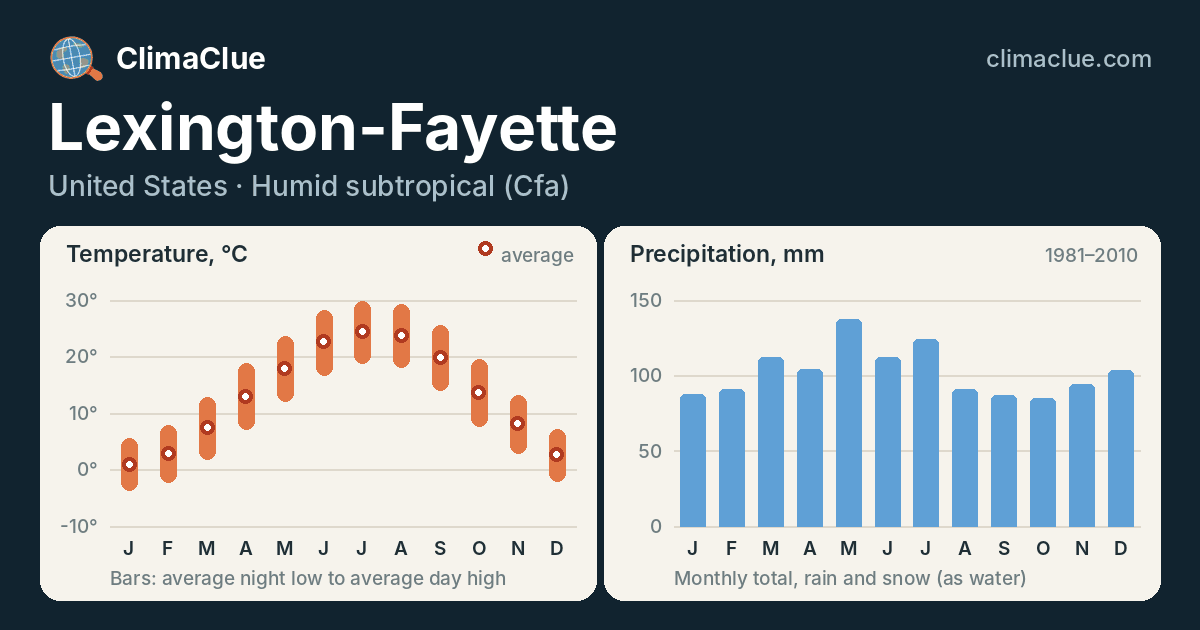 ClimaClue
climaclue.com
Lexington-Fayette
United States · Humid subtropical (Cfa)
Temperature, °C
average
30°
20°
10°
0°
-10°
J F M A M J J A S O N D
Bars: average night low to average day high
Precipitation, mm
1981–2010
150
100
50
0
J F M A M J J A S O N D
Monthly total, rain and snow (as water)